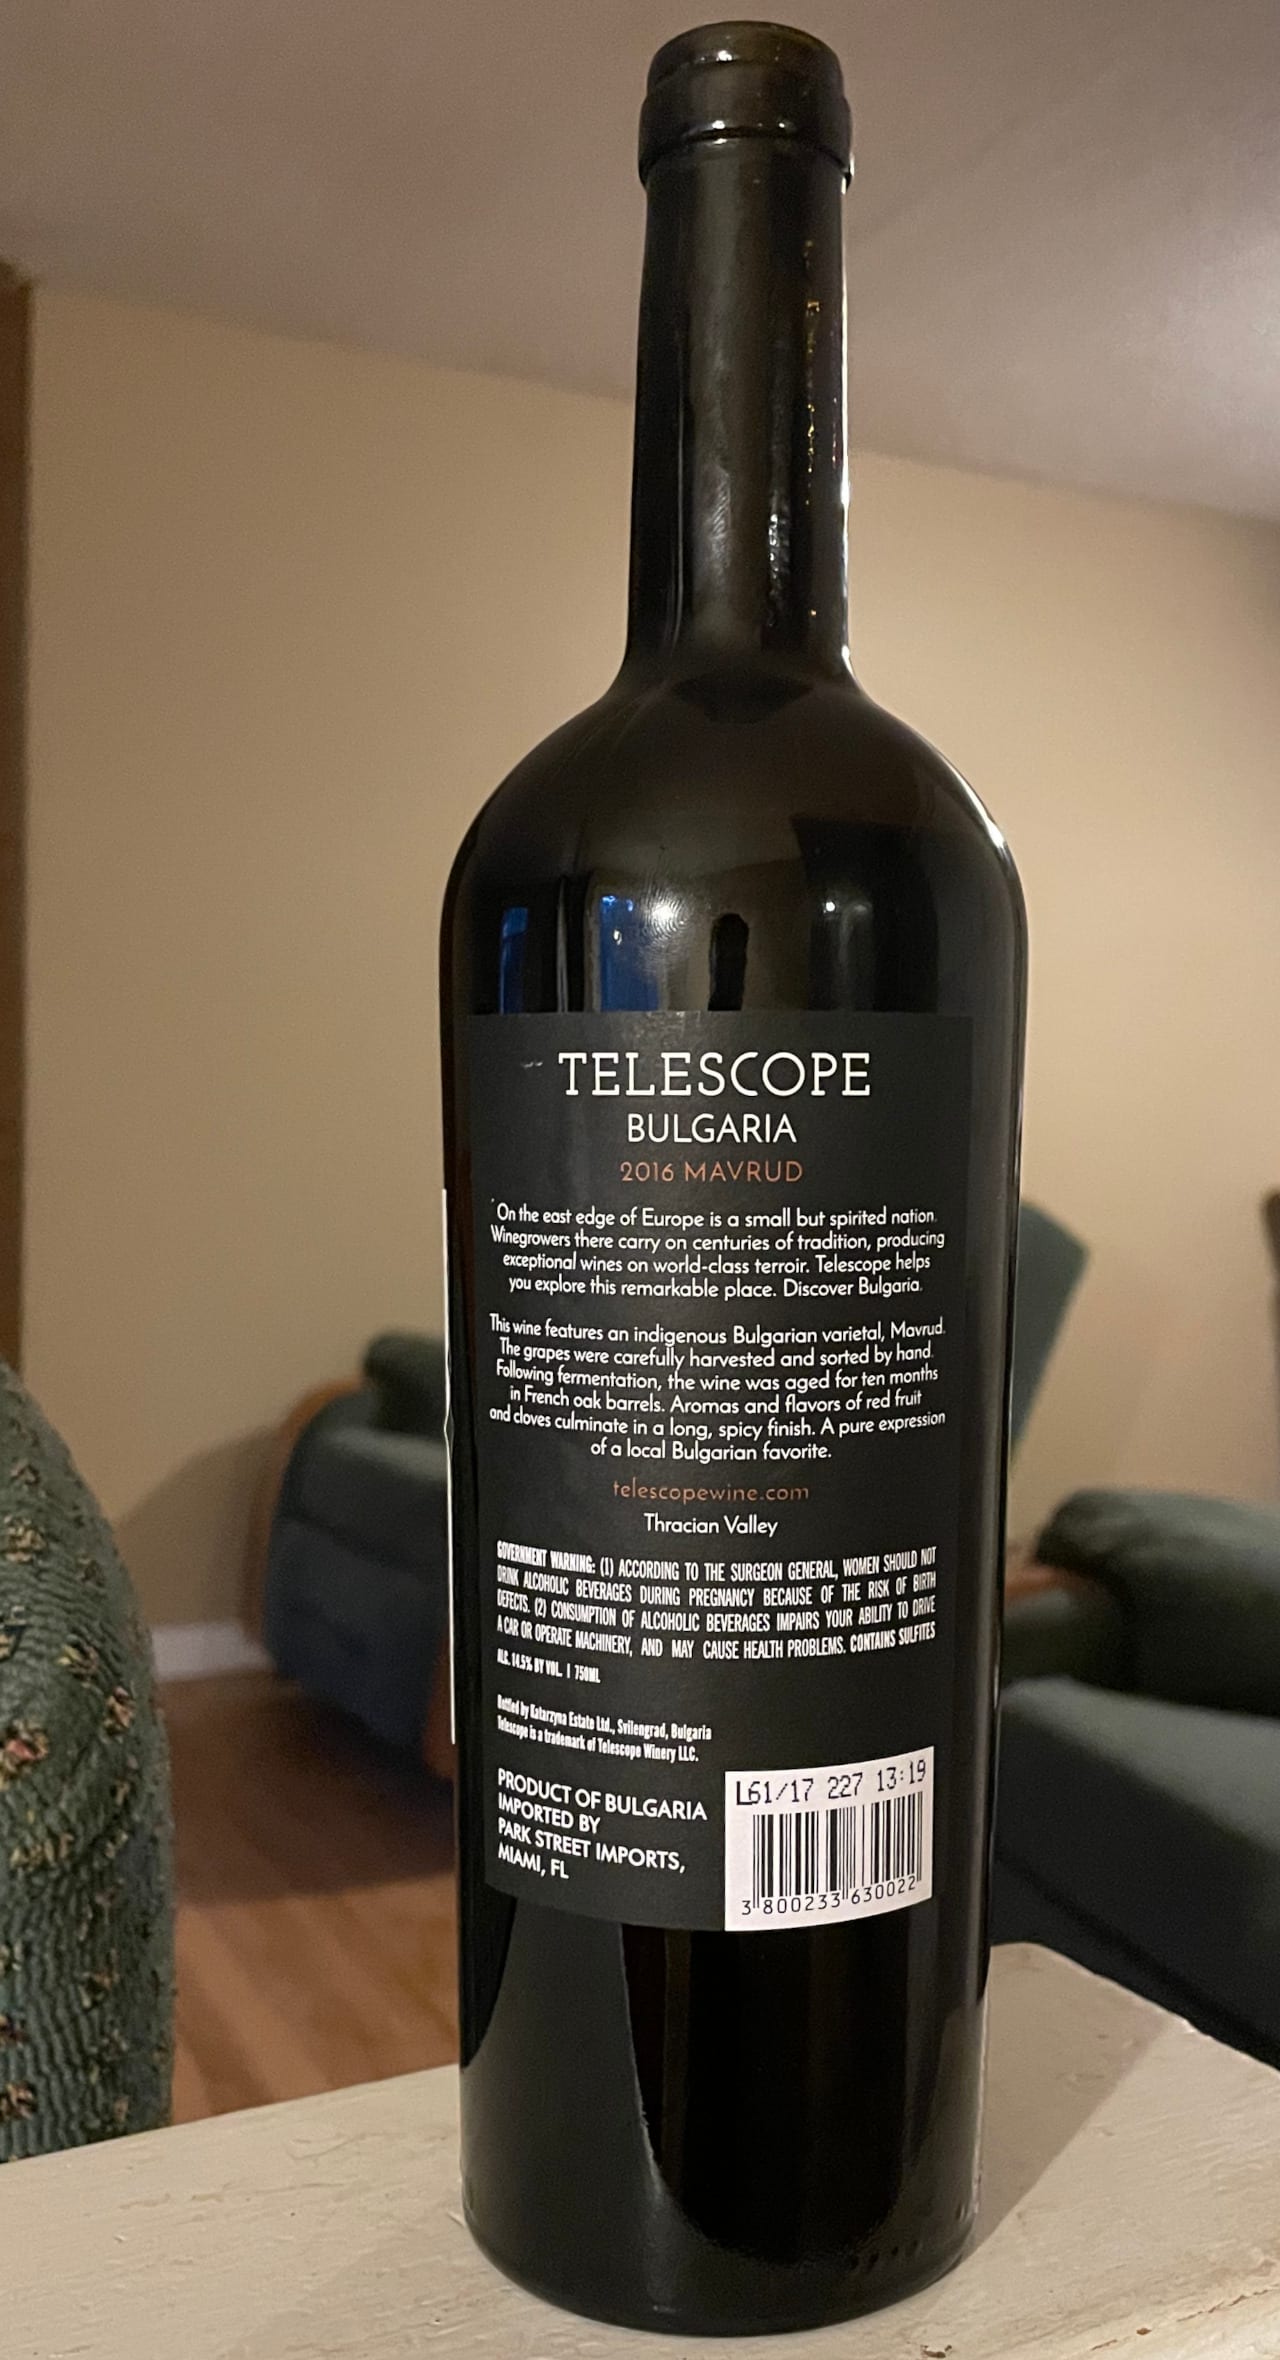 TELESCOPE
BULGARIA
2016 MAVRUD
On the east edge of Europe is a small but spirited nation.
Winegrowers there carry on centuries of tradition, producing
exceptional wines on world-class terroir. Telescope helps
you explore this remarkable place. Discover Bulgaria.
This wine features an indigenous Bulgarian varietal, Mavrud.
The grapes were carefully harvested and sorted by hand.
Following fermentation, the wine was aged for ten months
in French oak barrels. Aromas and flavors of red fruit
and cloves culminate in a long, spicy finish. A pure expression
of a local Bulgarian favorite.
telescopewine.com
Thracian Valley
GOVERNMENT WARNING: (1) ACCORDING TO THE SURGEON GENERAL, WOMEN SHOULD NOT
DRINK ALCOHOLIC BEVERAGES DURING PREGNANCY BECAUSE OF THE RISK OF BIRTH
DEFECTS. (2) CONSUMPTION OF ALCOHOLIC BEVERAGES IMPAIRS YOUR ABILITY TO DRIVE
A CAR OR OPERATE MACHINERY, AND MAY CAUSE HEALTH PROBLEMS. CONTAINS SULFITES
ALC. 14.5% BY VOL. | 750ML
Bottled by Katarzyna Estate Ltd., Svilengrad, Bulgaria
Telescope is a trademark of Telescope Winery LLC.
PRODUCT OF BULGARIA
IMPORTED BY
PARK STREET IMPORTS,
MIAMI, FL
L61/17 227 13:19
3 800233 630022